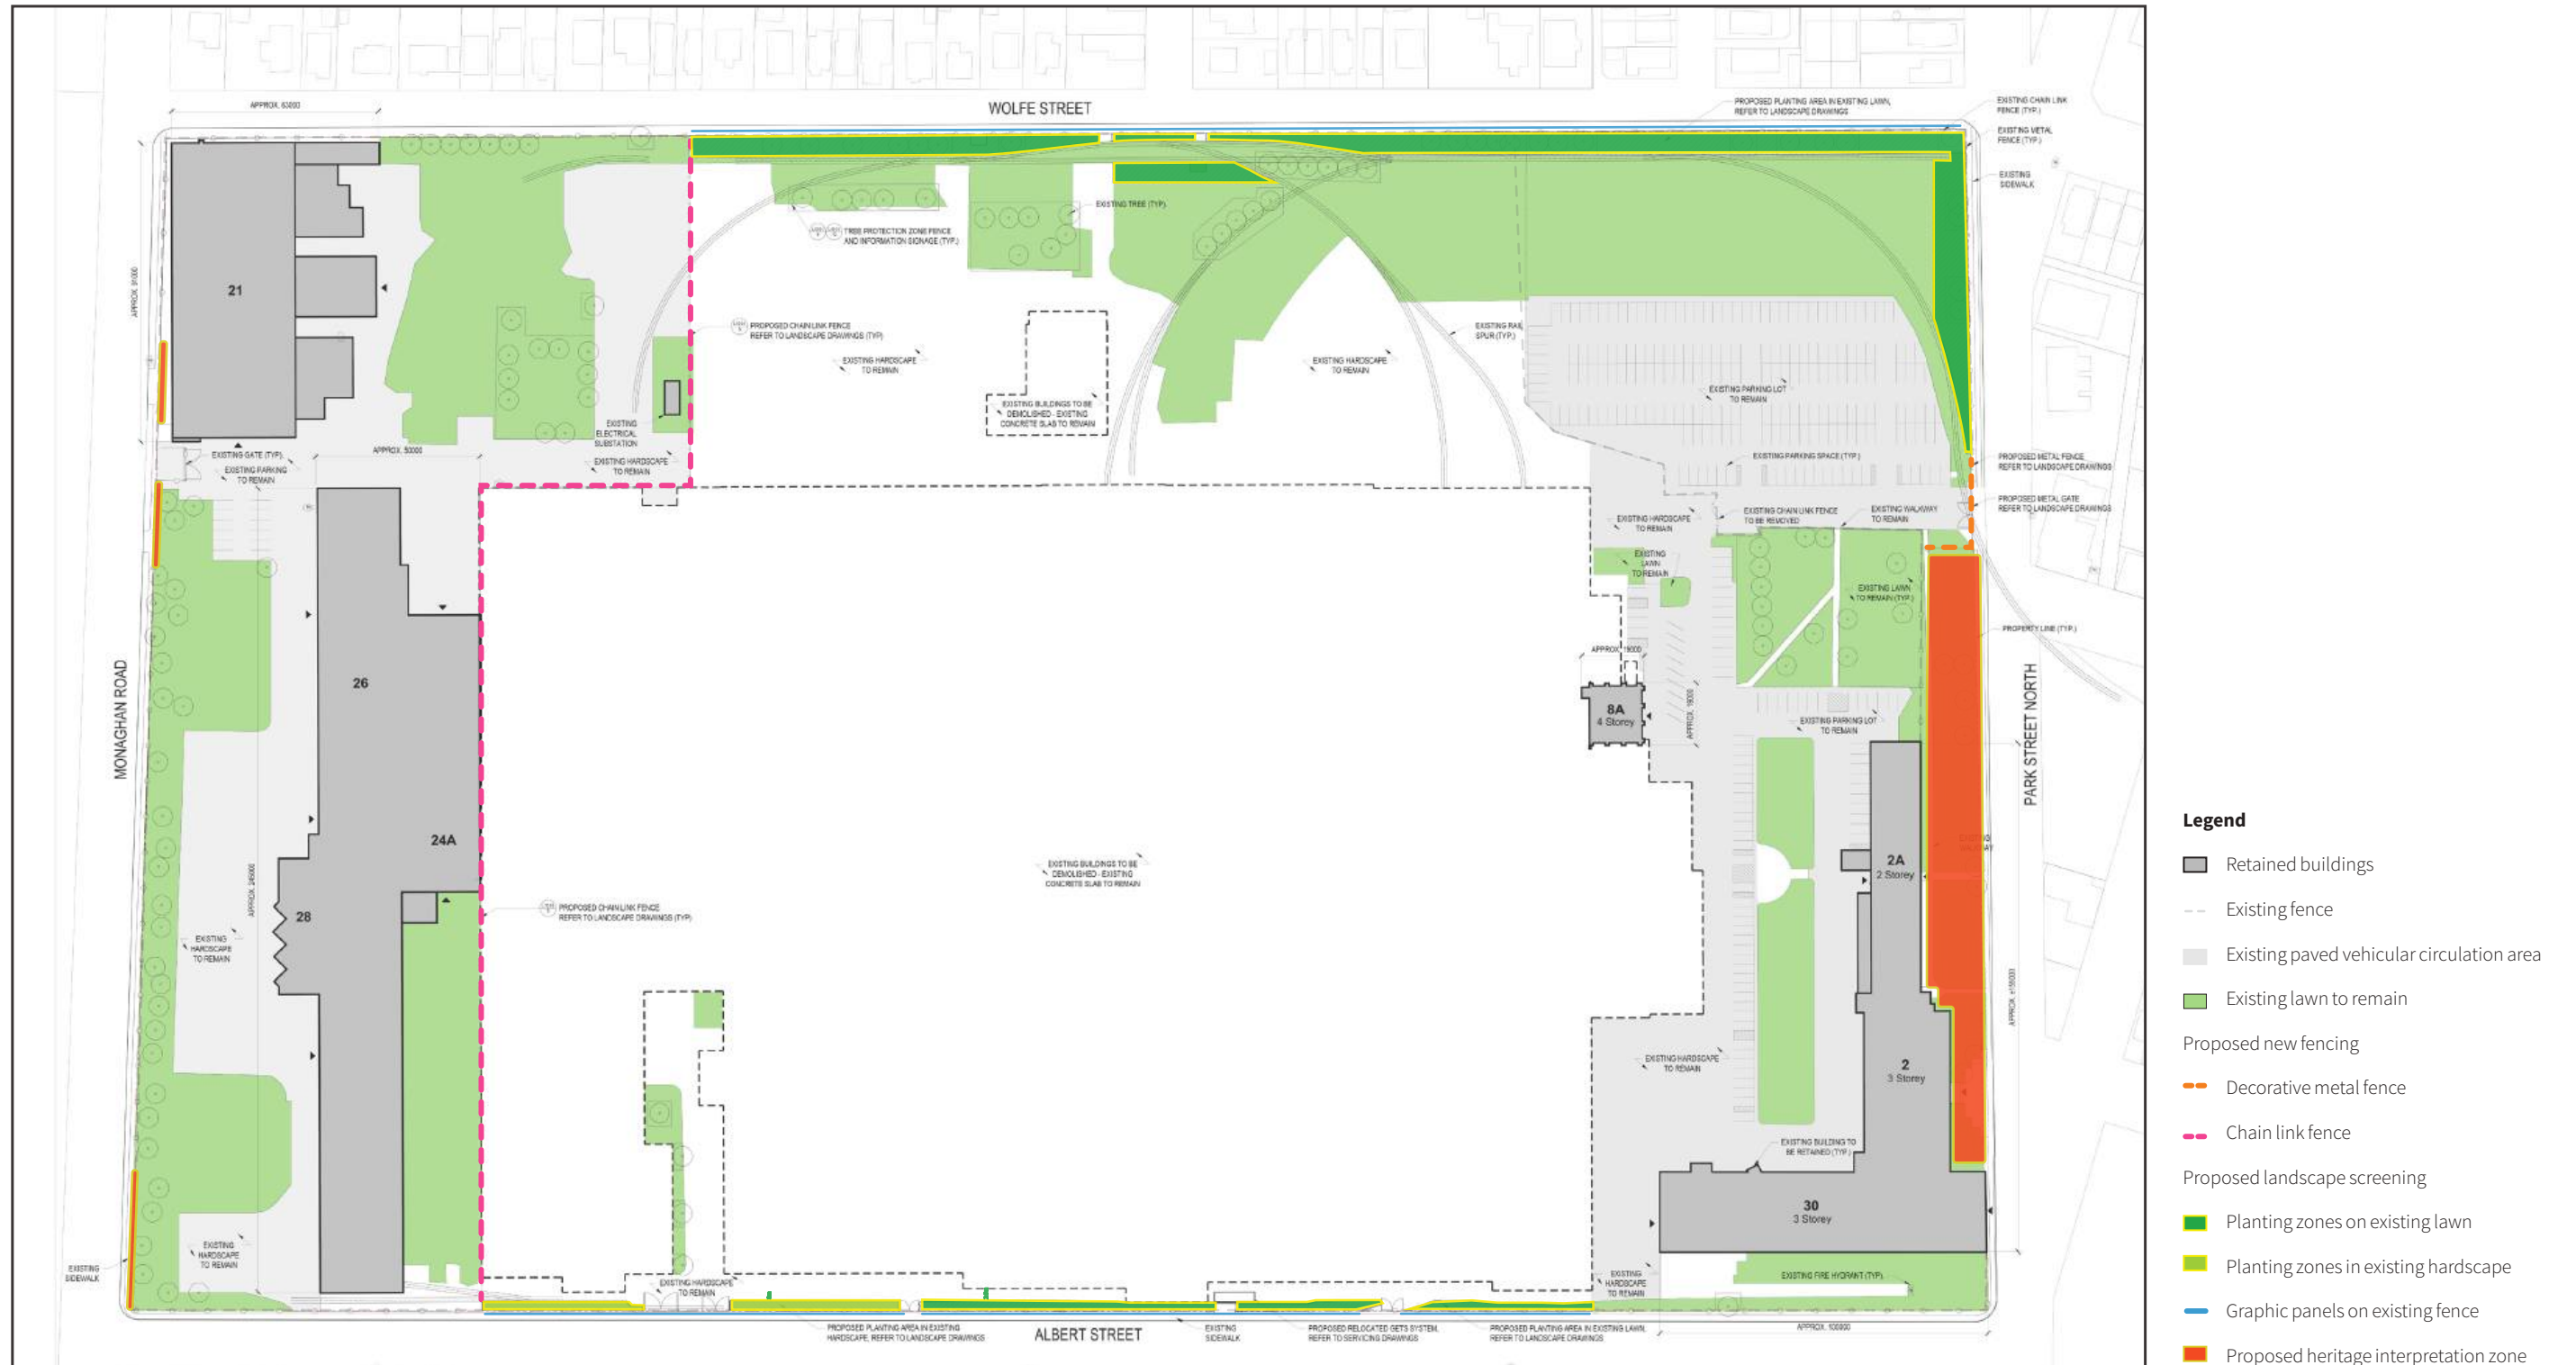 WOLFE STREET
APPROX. 63000
PROPOSED PLANTING AREA IN EXISTING LAWN,
REFER TO LANDSCAPE DRAWINGS
EXISTING CHAIN LINK
FENCE (TYP.)
EXISTING METAL
FENCE (TYP.)
EXISTING
SIDEWALK
21
APPROX. 91000
EXISTING TREE (TYP)
TREE PROTECTION ZONE FENCE
AND INFORMATION SIGNAGE (TYP.)
PROPOSED CHAIN LINK FENCE
REFER TO LANDSCAPE DRAWINGS (TYP)
EXISTING HARDSCAPE
TO REMAIN
EXISTING HARDSCAPE
TO REMAIN
EXISTING RAIL
SPUR (TYP.)
EXISTING PARKING LOT
TO REMAIN
EXISTING BUILDINGS TO BE
DEMOLISHED - EXISTING
CONCRETE SLAB TO REMAIN
EXISTING
ELECTRICAL
SUBSTATION
EXISTING HARDSCAPE
TO REMAIN
EXISTING GATE (TYP)
EXISTING PARKING
TO REMAIN
APPROX. 50000
EXISTING PARKING SPACE (TYP.)
PROPOSED METAL FENCE
REFER TO LANDSCAPE DRAWINGS
PROPOSED METAL GATE
REFER TO LANDSCAPE DRAWINGS
EXISTING HARDSCAPE
TO REMAIN
EXISTING CHAIN LINK FENCE
TO BE REMOVED
EXISTING WALKWAY
TO REMAIN
EXISTING
LAWN
TO REMAIN
EXISTING LAWN
TO REMAIN (TYP.)
PROPERTY LINE (TYP.)
MONAGHAN ROAD
26
APPROX. 19000
8A
4 Storey
APPROX. 19000
EXISTING PARKING LOT
TO REMAIN
PARK STREET NORTH
24A
28
APPROX. 245000
EXISTING
HARDSCAPE
TO REMAIN
PROPOSED CHAIN LINK FENCE
REFER TO LANDSCAPE DRAWINGS (TYP)
EXISTING BUILDINGS TO BE
DEMOLISHED - EXISTING
CONCRETE SLAB TO REMAIN
2A
2 Storey
EXISTING HARDSCAPE
TO REMAIN
2
3 Storey
EXISTING BUILDING TO
BE RETAINED (TYP.)
30
3 Storey
EXISTING
HARDSCAPE
TO REMAIN
EXISTING
SIDEWALK
EXISTING HARDSCAPE
TO REMAIN
EXISTING
HARDSCAPE
TO REMAIN
EXISTING FIRE HYDRANT (TYP)
PROPOSED PLANTING AREA IN EXISTING
HARDSCAPE, REFER TO LANDSCAPE DRAWINGS
ALBERT STREET
EXISTING
SIDEWALK
PROPOSED RELOCATED GETS SYSTEM,
REFER TO SERVICING DRAWINGS
PROPOSED PLANTING AREA IN EXISTING LAWN,
REFER TO LANDSCAPE DRAWINGS
APPROX. 100000
Legend
Retained buildings
Existing fence
Existing paved vehicular circulation area
Existing lawn to remain
Proposed new fencing
Decorative metal fence
Chain link fence
Proposed landscape screening
Planting zones on existing lawn
Planting zones in existing hardscape
Graphic panels on existing fence
Proposed heritage interpretation zone